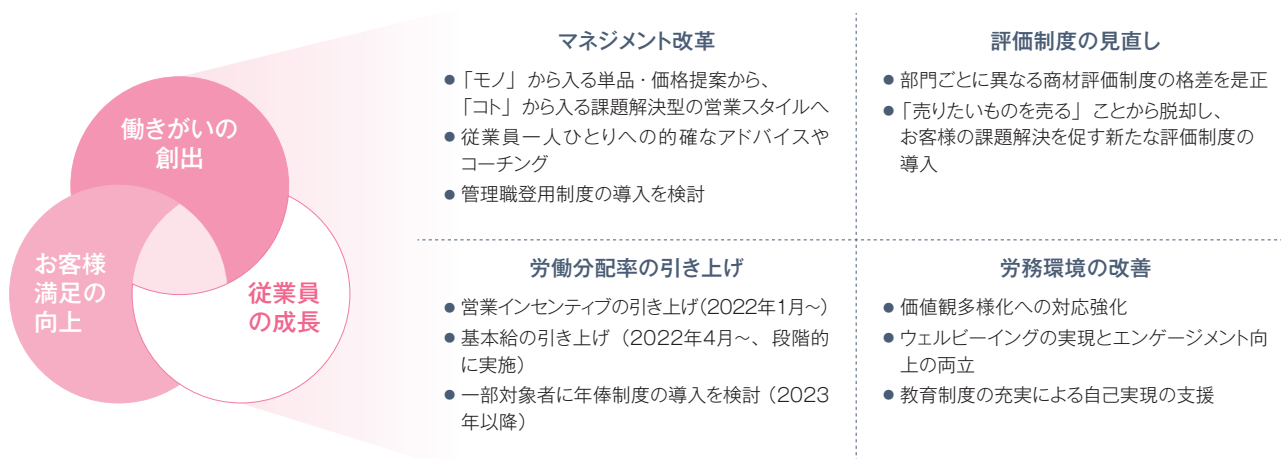 働きがいの
創出
お客様
満足の
向上
従業員
の成長
マネジメント改革
●「モノ」から入る単品・価格提案から、
「コト」から入る課題解決型の営業スタイルへ
● 従業員一人ひとりへの的確なアドバイスや
コーチング
● 管理職登用制度の導入を検討
評価制度の見直し
● 部門ごとに異なる商材評価制度の格差を是正
●「売りたいものを売る」ことから脱却し、
お客様の課題解決を促す新たな評価制度の
導入
労働分配率の引き上げ
● 営業インセンティブの引き上げ(2022年1月~)
● 基本給の引き上げ(2022年4月~、段階的
に実施)
● 一部対象者に年俸制度の導入を検討(2023
年以降)
労務環境の改善
● 価値観多様化への対応強化
● ウェルビーイングの実現とエンゲージメント向
上の両立
● 教育制度の充実による自己実現の支援